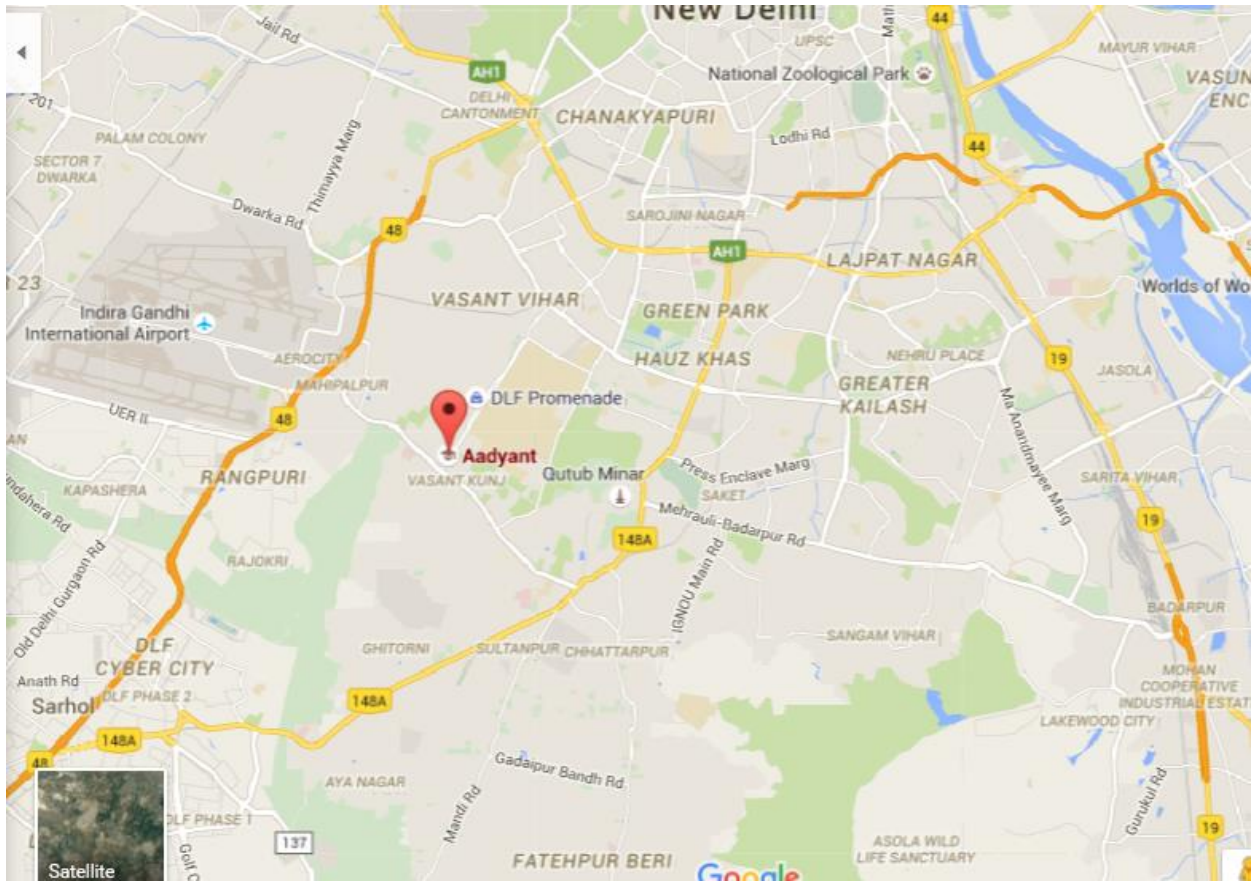 New Delhi
44
Jail Rd
UPSC
MAYUR VIHAR
AH1
National Zoological Park
201
DELHI
CANTONMENT
CHANAKYAPURI
PALAM COLONY
Thimayya Marg
Lodhi Rd
44
SECTOR 7
DWARKA
Dwarka Rd
SAROJINI NAGAR
48
AH1
LAJPAT NAGAR
23
VASANT VIHAR
Worlds of Wo
Indira Gandhi
International Airport
GREEN PARK
AEROCITY
HAUZ KHAS
NEHRU PLACE
19
JASOLA
MAHIPALPUR
GREATER
KAILASH
DLF Promenade
Ma Anandmayee Marg
UER II
48
Aadyant
RANGPURI
VASANT KUNJ
Qutub Minar
Press Enclave Marg
SARITA VIHAR
KAPASHERA
SAKET
Mehrauli-Badarpur Rd
19
148A
RAJOKRI
Old Delhi Gurgaon Rd
IGNOU Main Rd
BADARPUR
DLF
CYBER CITY
GHITORNI
SULTANPUR
CHHATTARPUR
SANGAM VIHAR
Anath Rd
DLF PHASE 2
MOHAN
COOPERATIVE
INDUSTRIAL ESTAT
Sarhol
148A
LAKEWOOD CITY
148A
48
Gadaipur Bandh Rd
AYA NAGAR
Mandi Rd
Gurukul Rd
DLF PHASE 1
19
137
ASOLA WILD
LIFE SANCTUARY
Golf C
FATEHPUR BERI
Satellite
Google